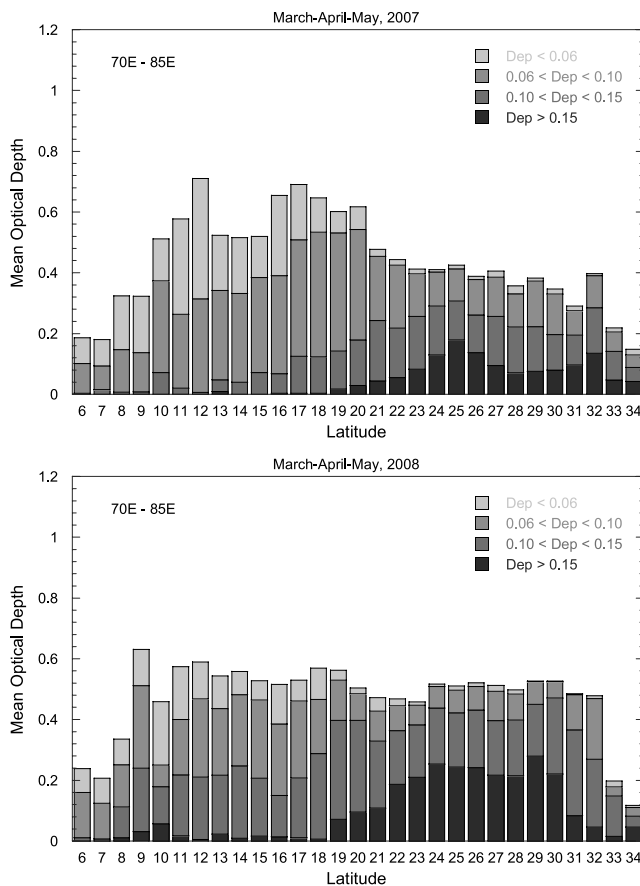 March-April-May, 2007
1.2
1
0.8
0.6
0.4
0.2
0
Mean Optical Depth
70E - 85E
Dep < 0.06
0.06 < Dep < 0.10
0.10 < Dep < 0.15
Dep > 0.15
6 7 8 9 10 11 12 13 14 15 16 17 18 19 20 21 22 23 24 25 26 27 28 29 30 31 32 33 34
Latitude
March-April-May, 2008
1.2
1
0.8
0.6
0.4
0.2
0
Mean Optical Depth
70E - 85E
Dep < 0.06
0.06 < Dep < 0.10
0.10 < Dep < 0.15
Dep > 0.15
6 7 8 9 10 11 12 13 14 15 16 17 18 19 20 21 22 23 24 25 26 27 28 29 30 31 32 33 34
Latitude